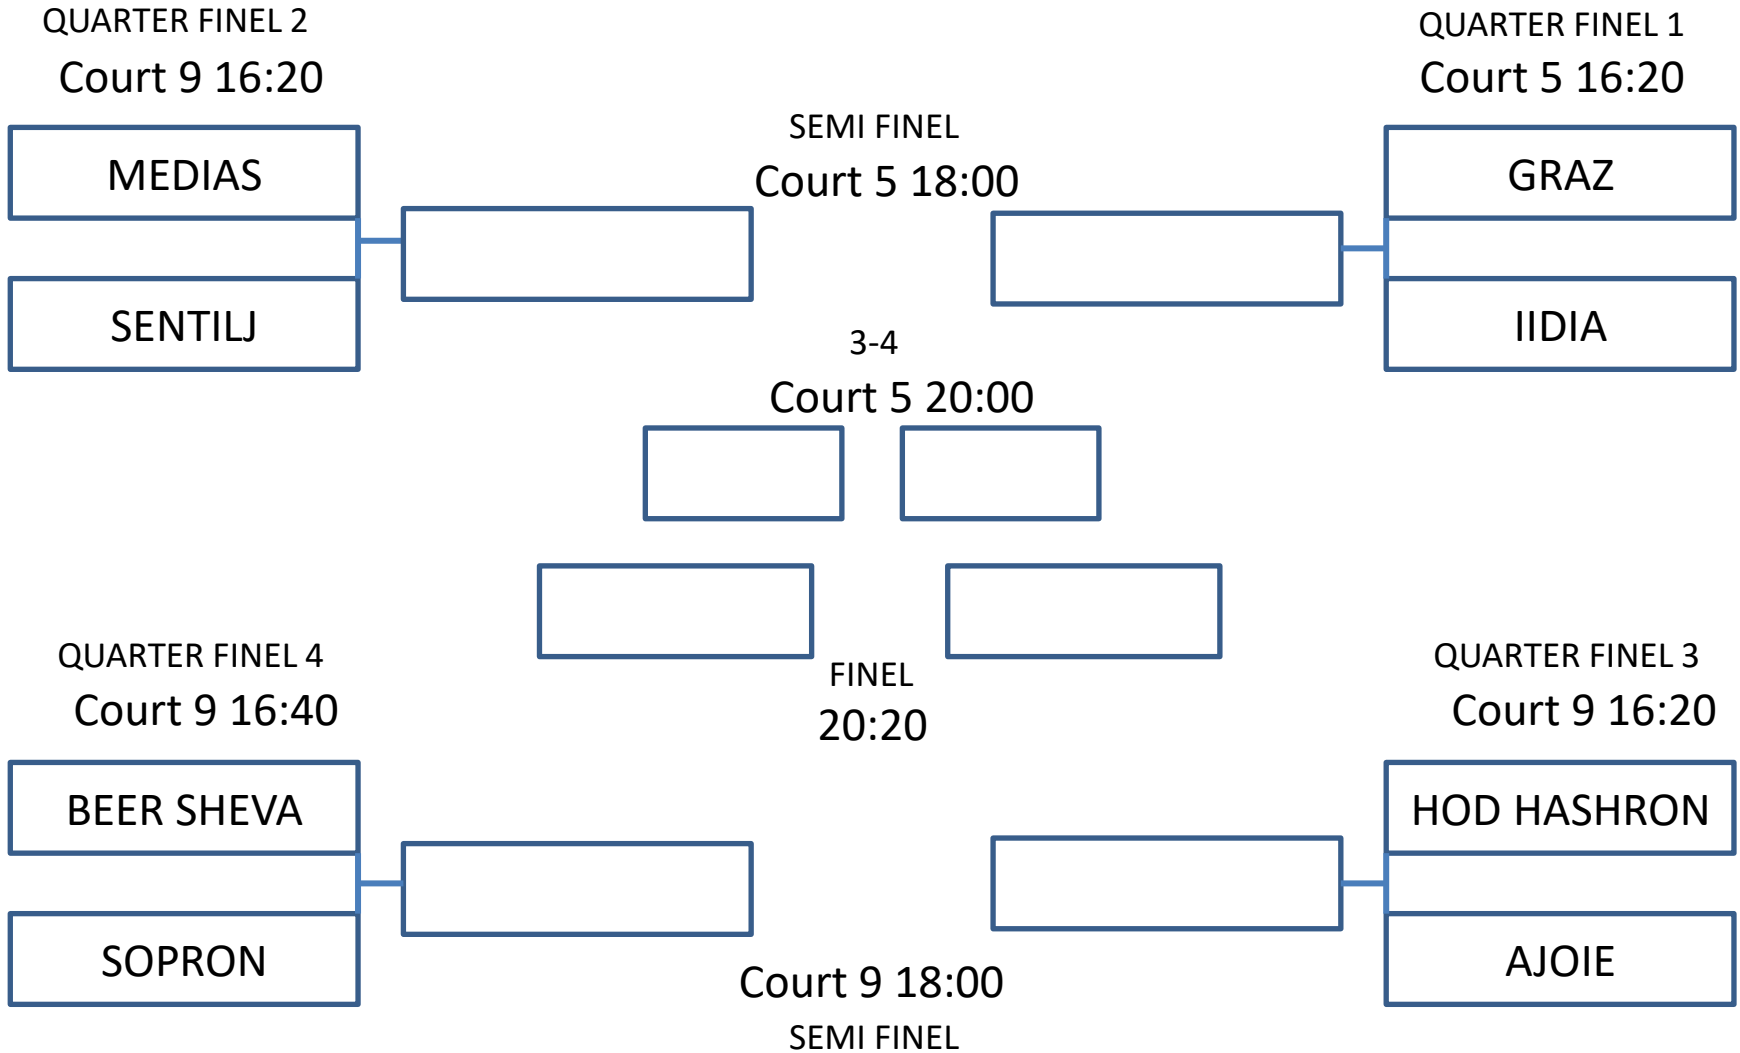 QUARTER FINEL 2
Court 9 16:20
MEDIAS
SENTILJ
QUARTER FINEL 1
Court 5 16:20
GRAZ
IIDIA
SEMI FINEL
Court 5 18:00
3-4
Court 5 20:00
FINEL
20:20
QUARTER FINEL 4
Court 9 16:40
BEER SHEVA
SOPRON
QUARTER FINEL 3
Court 9 16:20
HOD HASHRON
AJOIE
Court 9 18:00
SEMI FINEL